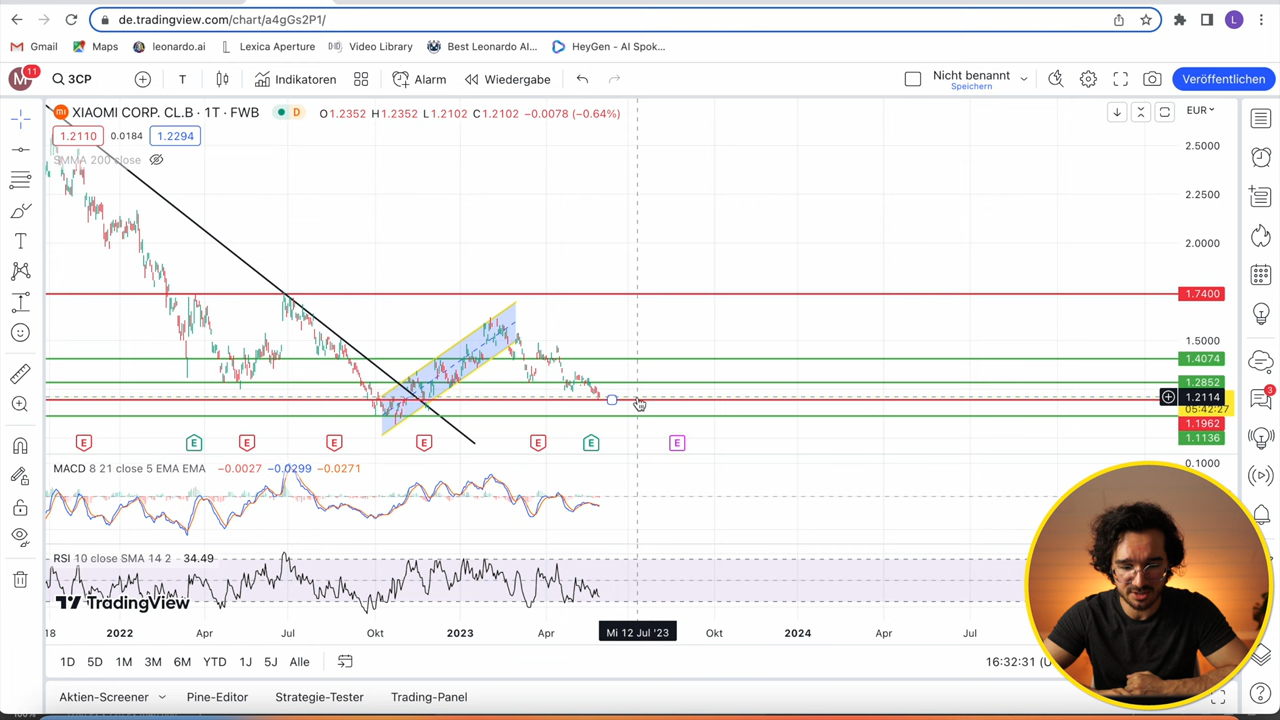 de.tradingview.com/chart/a4gGs2P1/
L
Gmail
Maps
leonardo.ai
Lexica Aperture
Video Library
Best Leonardo AI...
HeyGen - AI Spok...
M
11
3CP
T
Indikatoren
Alarm
Wiedergabe
Nicht benannt
Speichern
Veröffentlichen
XIAOMI CORP. CL.B · 1T · FWB
D
O1.2352 H1.2352 L1.2102 C1.2102 −0.0078 (−0.64%)
EUR
1.2110
0.0184
1.2294
SMMA 200 close
2.5000
2.2500
2.0000
1.7400
1.5000
1.4074
1.2852
1.2114
05:42:27
1.1962
1.1136
E
E
E
E
E
E
E
E
3
MACD 8 21 close 5 EMA EMA −0.0027 −0.0299 −0.0271
0.1000
RSI 10 close SMA 14 2 34.49
TradingView
18
2022
Apr
Jul
Okt
2023
Apr
Mi 12 Jul '23
Okt
2024
Apr
Jul
1D
5D
1M
3M
6M
YTD
1J
5J
Alle
16:32:31 (U
Aktien-Screener
Pine-Editor
Strategie-Tester
Trading-Panel